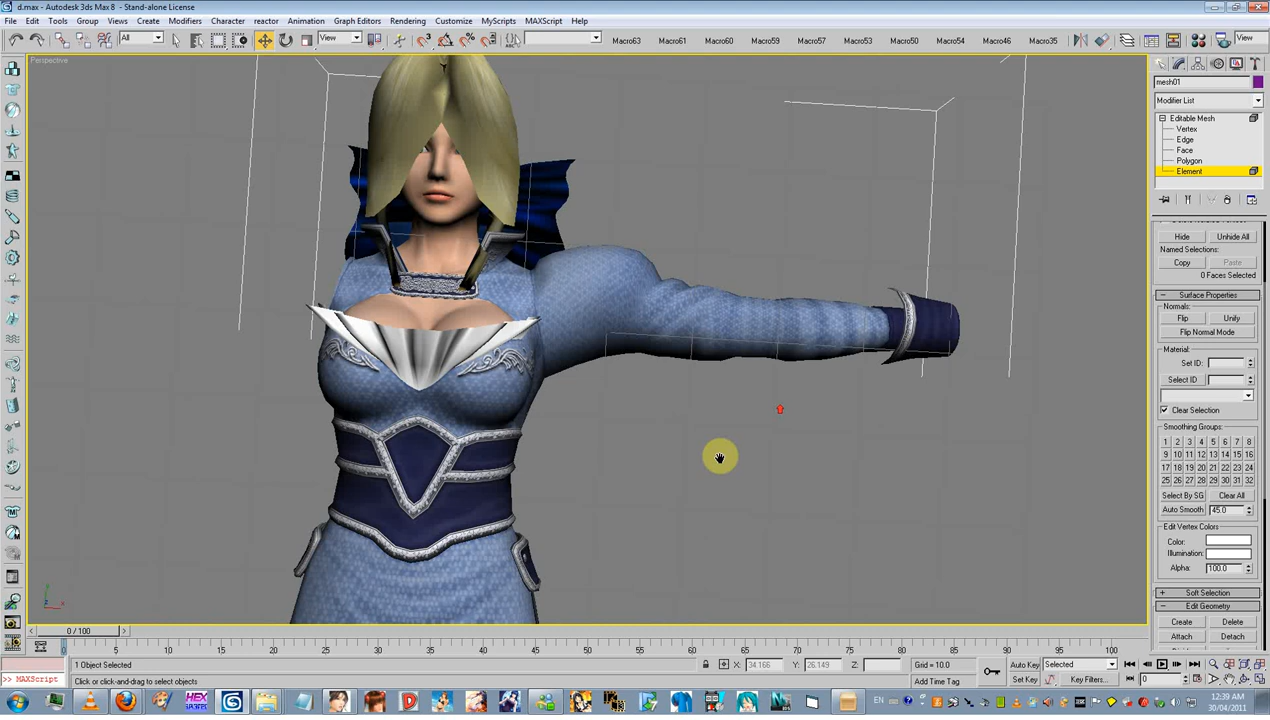 d.max - Autodesk 3ds Max 8 - Stand-alone License
File Edit Tools Group Views Create Modifiers Character reactor Animation Graph Editors Rendering Customize MyScripts MAXScript Help
All View Macro63 Macro61 Macro60 Macro59 Macro57 Macro53 Macro50 Macro54 Macro46 Macro35 View
Perspective
mesh01
Modifier List
Editable Mesh
Vertex
Edge
Face
Polygon
Element
Hide Unhide All
Named Selections:
Copy Paste
0 Faces Selected
Surface Properties
Normals:
Flip Unify
Flip Normal Mode
Material:
Set ID:
Select ID
Clear Selection
Smoothing Groups:
1 2 3 4 5 6 7 8
9 10 11 12 13 14 15 16
17 18 19 20 21 22 23 24
25 26 27 28 29 30 31 32
Select By SG Clear All
Auto Smooth 45.0
Edit Vertex Colors
Color:
Illumination:
Alpha: 100.0
Soft Selection
Edit Geometry
Create Delete
Attach Detach
0 / 100
0 5 10 15 20 25 30 35 40 45 50 55 60 65 70 75 80 85 90 95 100
1 Object Selected X: 34.166 Y: 26.149 Z: Grid = 10.0 Auto Key Selected
>> MAXScript Click or click-and-drag to select objects Add Time Tag Set Key Key Filters... 0
HEX
EN
12:39 AM
30/04/2011